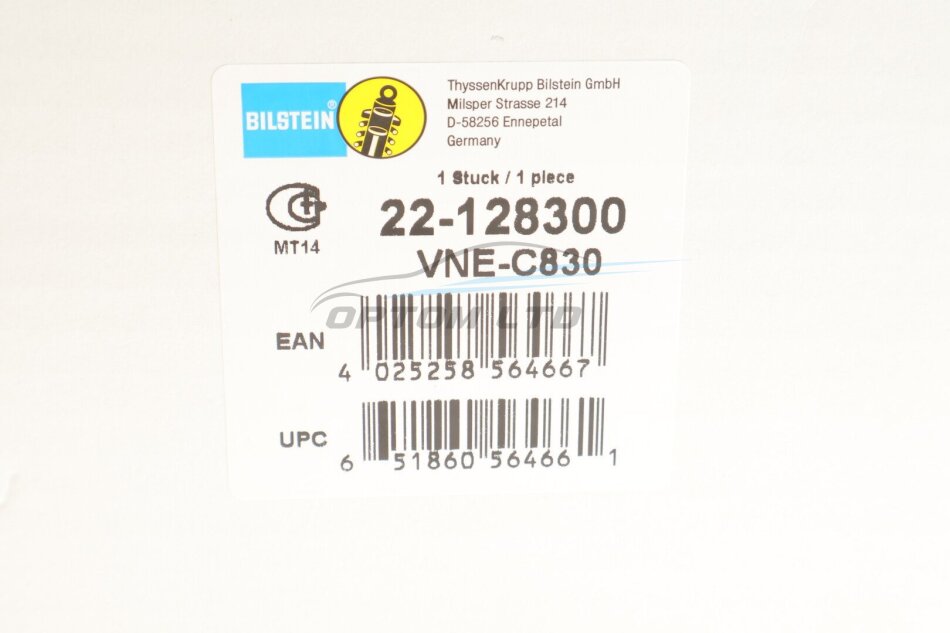 BILSTEIN®
ThyssenKrupp Bilstein GmbH
Milsper Strasse 214
D-58256 Ennepetal
Germany
1 Stuck / 1 piece
22-128300
MT14
VNE-C830
OPTOM LTD
EAN
4 025258 564667
UPC
6 51860 56466 1